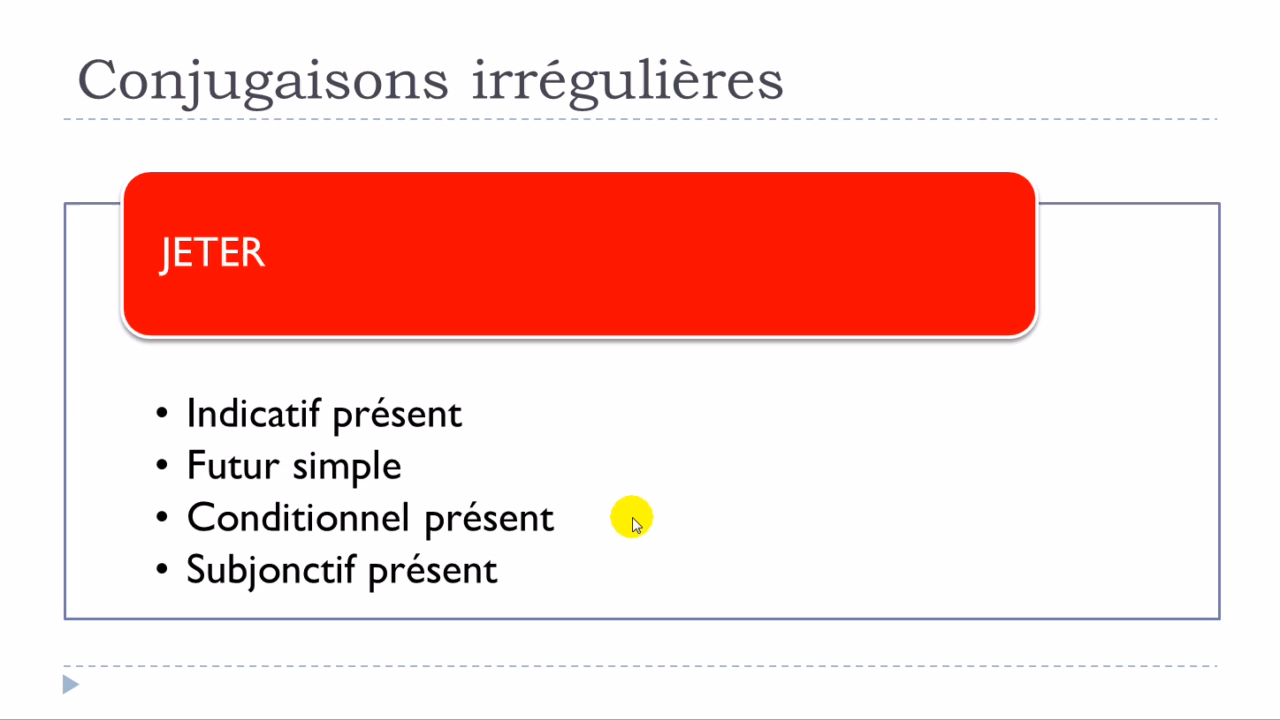 Conjugaisons irrégulières
JETER
• Indicatif présent
• Futur simple
• Conditionnel présent
• Subjonctif présent